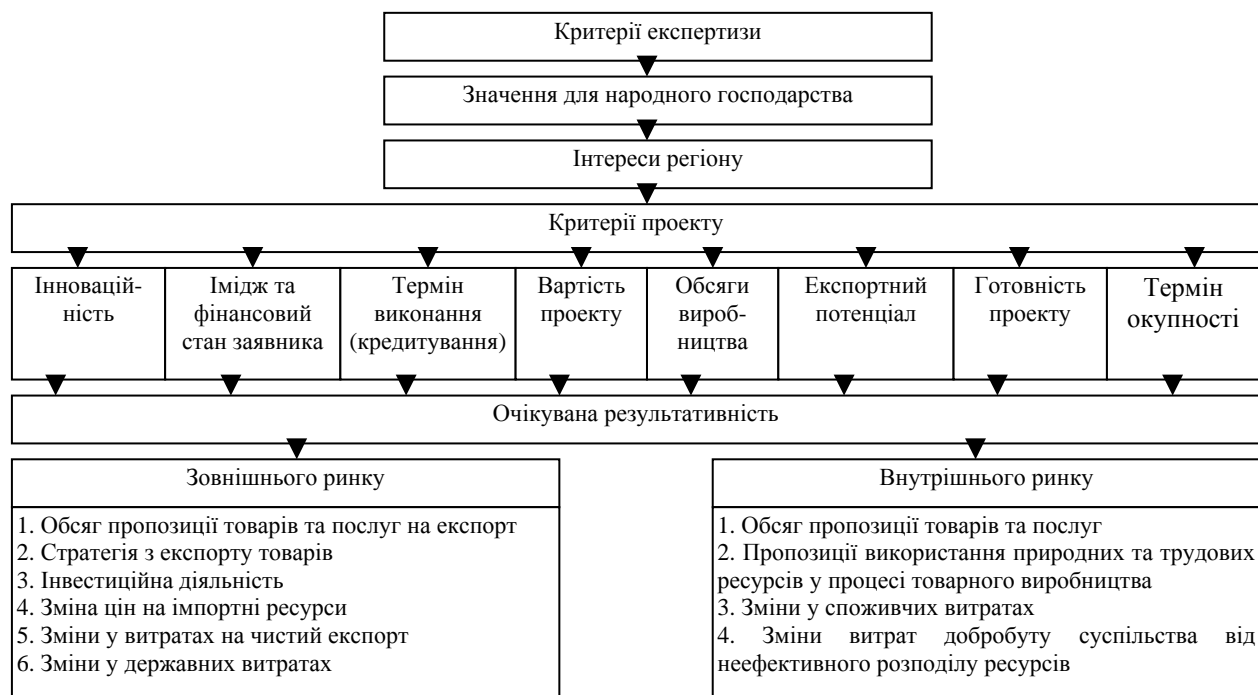 Критерії експертизи
Значення для народного господарства
Інтереси регіону
Критерії проекту
Інновацій-
ність
Імідж та
фінансовий
стан заявника
Термін
виконання
(кредитування)
Вартість
проекту
Обсяги
вироб-
ництва
Експортний
потенціал
Готовність
проекту
Термін
окупності
Очікувана результативність
Зовнішнього ринку
1. Обсяг пропозиції товарів та послуг на експорт
2. Стратегія з експорту товарів
3. Інвестиційна діяльність
4. Зміна цін на імпортні ресурси
5. Зміни у витратах на чистий експорт
6. Зміни у державних витратах
Внутрішнього ринку
1. Обсяг пропозиції товарів та послуг
2. Пропозиції використання природних та трудових
ресурсів у процесі товарного виробництва
3. Зміни у споживчих витратах
4. Зміни витрат добробуту суспільства від
неефективного розподілу ресурсів